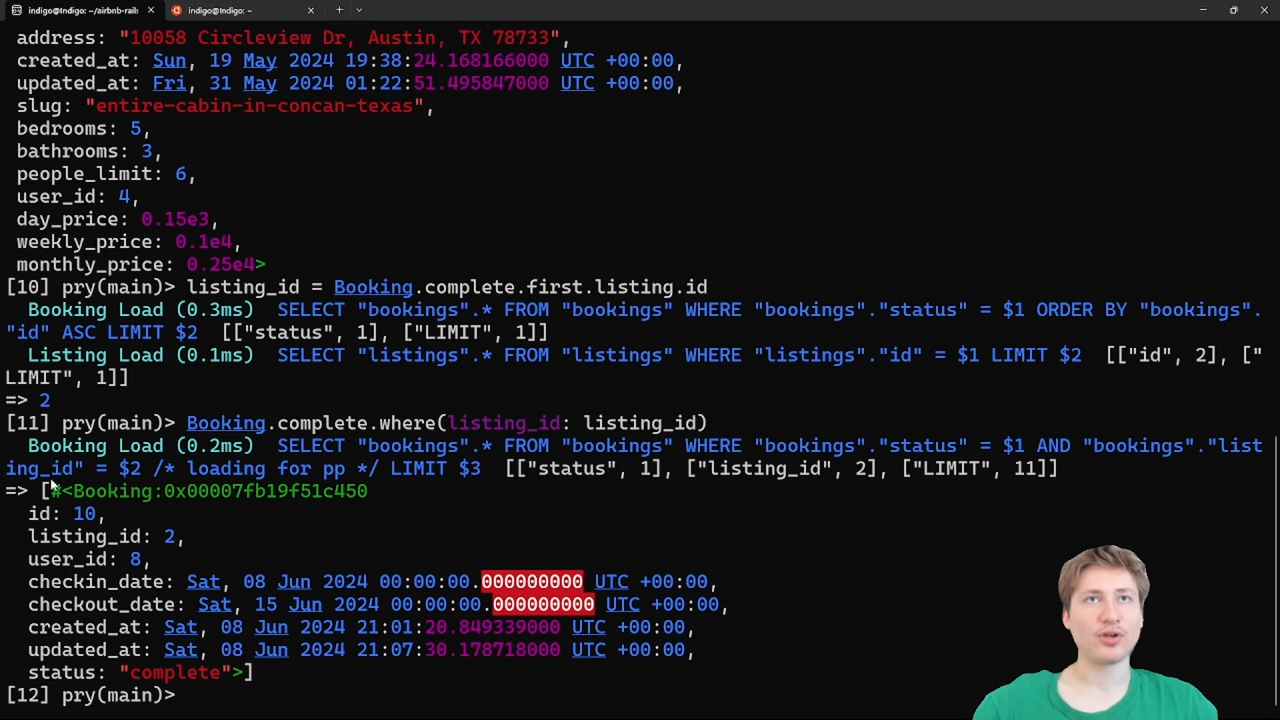 indigo@Indigo: ~/airbnb-rails
indigo@Indigo: ~
address: "10058 Circleview Dr, Austin, TX 78733",
created_at: Sun, 19 May 2024 19:38:24.168166000 UTC +00:00,
updated_at: Fri, 31 May 2024 01:22:51.495847000 UTC +00:00,
slug: "entire-cabin-in-concan-texas",
bedrooms: 5,
bathrooms: 3,
people_limit: 6,
user_id: 4,
day_price: 0.15e3,
weekly_price: 0.1e4,
monthly_price: 0.25e4>
[10] pry(main)> listing_id = Booking.complete.first.listing.id
Booking Load (0.3ms)  SELECT "bookings".* FROM "bookings" WHERE "bookings"."status" = $1 ORDER BY "bookings".
"id" ASC LIMIT $2  [["status", 1], ["LIMIT", 1]]
Listing Load (0.1ms)  SELECT "listings".* FROM "listings" WHERE "listings"."id" = $1 LIMIT $2  [["id", 2], ["
LIMIT", 1]]
=> 2
[11] pry(main)> Booking.complete.where(listing_id: listing_id)
Booking Load (0.2ms)  SELECT "bookings".* FROM "bookings" WHERE "bookings"."status" = $1 AND "bookings"."list
ing_id" = $2 /* loading for pp */ LIMIT $3  [["status", 1], ["listing_id", 2], ["LIMIT", 11]]
=> [#<Booking:0x00007fb19f51c450
id: 10,
listing_id: 2,
user_id: 8,
checkin_date: Sat, 08 Jun 2024 00:00:00.000000000 UTC +00:00,
checkout_date: Sat, 15 Jun 2024 00:00:00.000000000 UTC +00:00,
created_at: Sat, 08 Jun 2024 21:01:20.849339000 UTC +00:00,
updated_at: Sat, 08 Jun 2024 21:07:30.178718000 UTC +00:00,
status: "complete">]
[12] pry(main)>